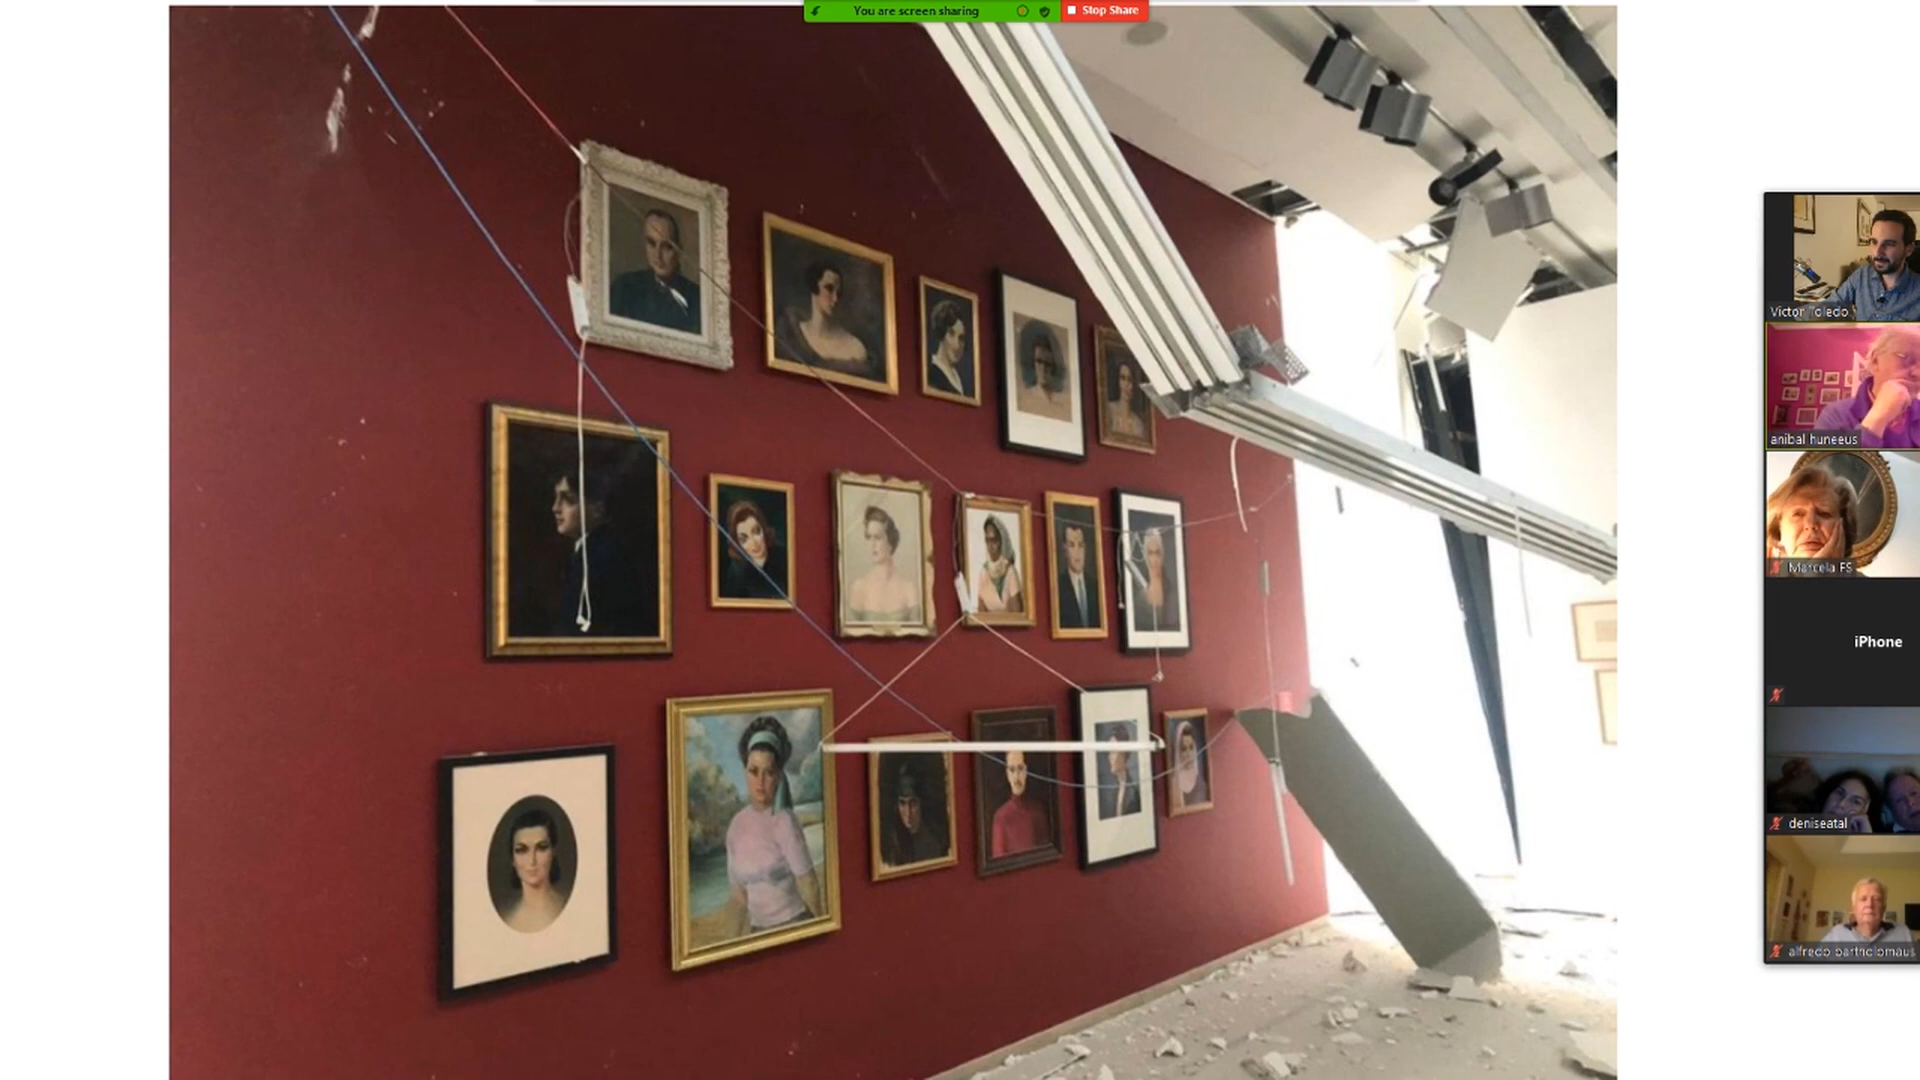 You are screen sharing
Stop Share
Victor Toledo
anibal huneeus
Marcela FS
iPhone
deniseatal
alfredo bartholomaus